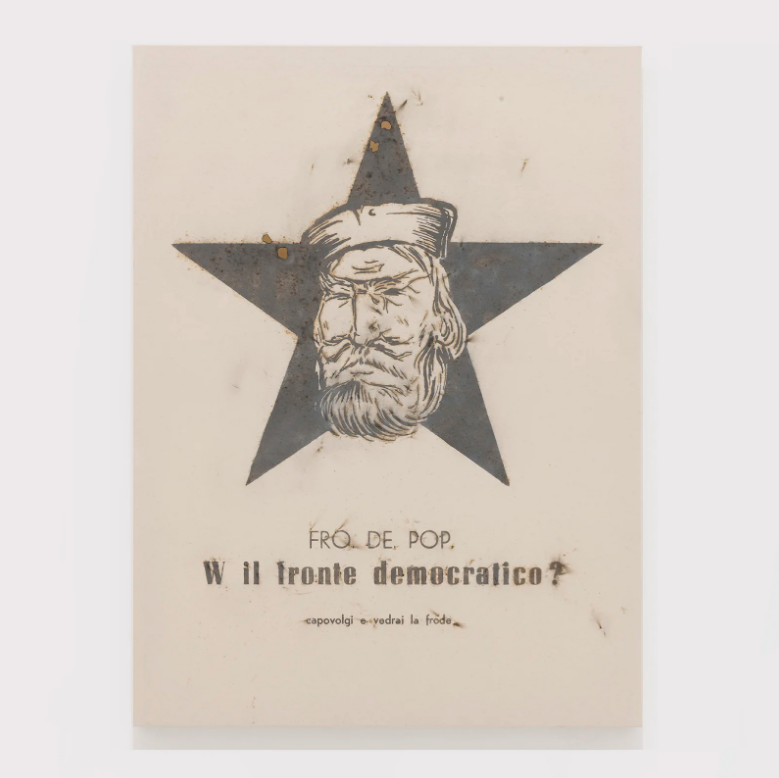 FRO. DE. POP.
W il fronte democratico?
capovolgi e vedrai la frode